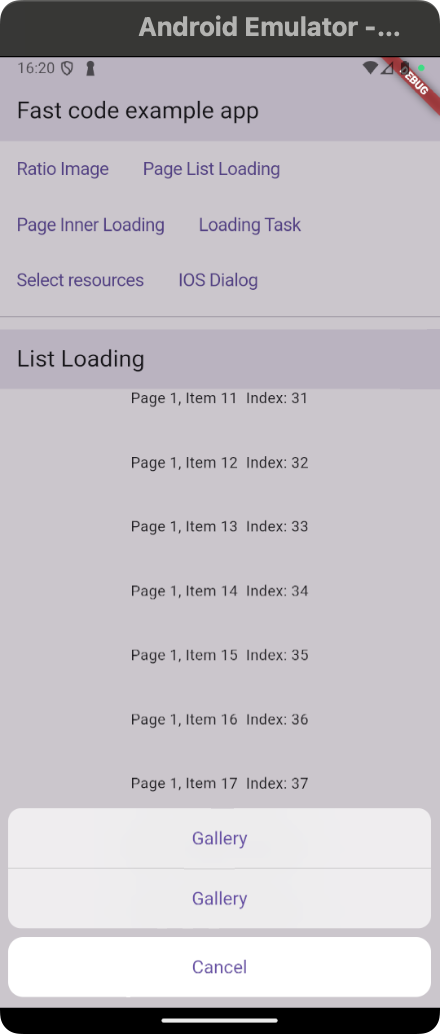 Android Emulator -...
16:20
DEBUG
Fast code example app
Ratio Image Page List Loading
Page Inner Loading Loading Task
Select resources IOS Dialog
List Loading
Page 1, Item 11 Index: 31
Page 1, Item 12 Index: 32
Page 1, Item 13 Index: 33
Page 1, Item 14 Index: 34
Page 1, Item 15 Index: 35
Page 1, Item 16 Index: 36
Page 1, Item 17 Index: 37
Gallery
Gallery
Cancel